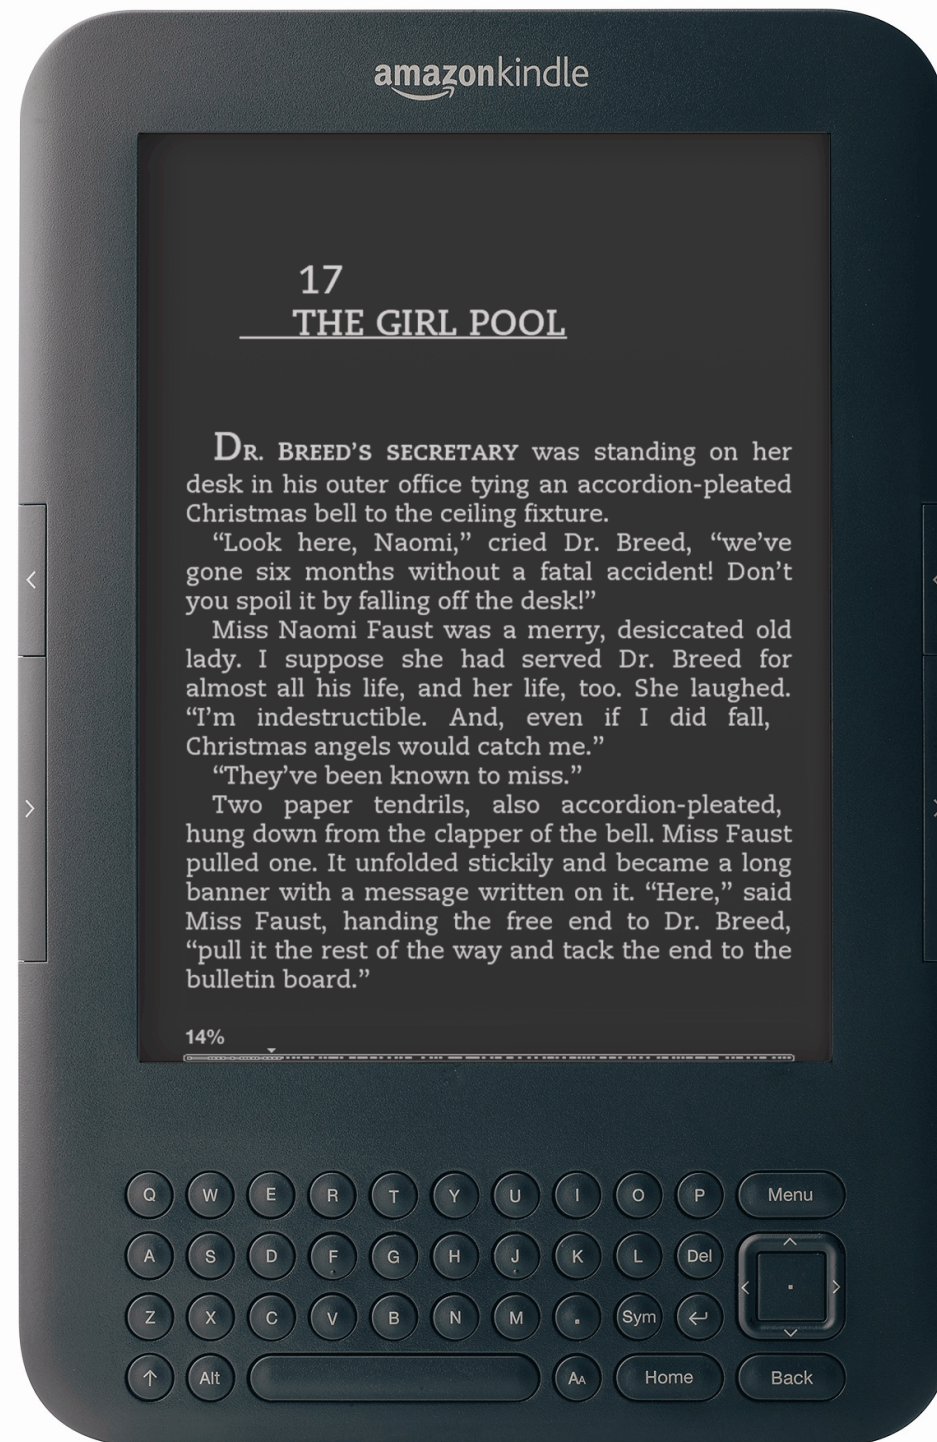 amazonkindle
17
THE GIRL POOL
DR. BREED’S SECRETARY was standing on her
desk in his outer office tying an accordion-pleated
Christmas bell to the ceiling fixture.
“Look here, Naomi,” cried Dr. Breed, “we’ve
gone six months without a fatal accident! Don’t
you spoil it by falling off the desk!”
Miss Naomi Faust was a merry, desiccated old
lady. I suppose she had served Dr. Breed for
almost all his life, and her life, too. She laughed.
“I’m indestructible. And, even if I did fall,
Christmas angels would catch me.”
“They’ve been known to miss.”
Two paper tendrils, also accordion-pleated,
hung down from the clapper of the bell. Miss Faust
pulled one. It unfolded stickily and became a long
banner with a message written on it. “Here,” said
Miss Faust, handing the free end to Dr. Breed,
“pull it the rest of the way and tack the end to the
bulletin board.”
14%
Q W E R T Y U I O P Menu
A S D F G H J K L Del
Z X C V B N M . Sym ↵
↑ Alt AA Home Back